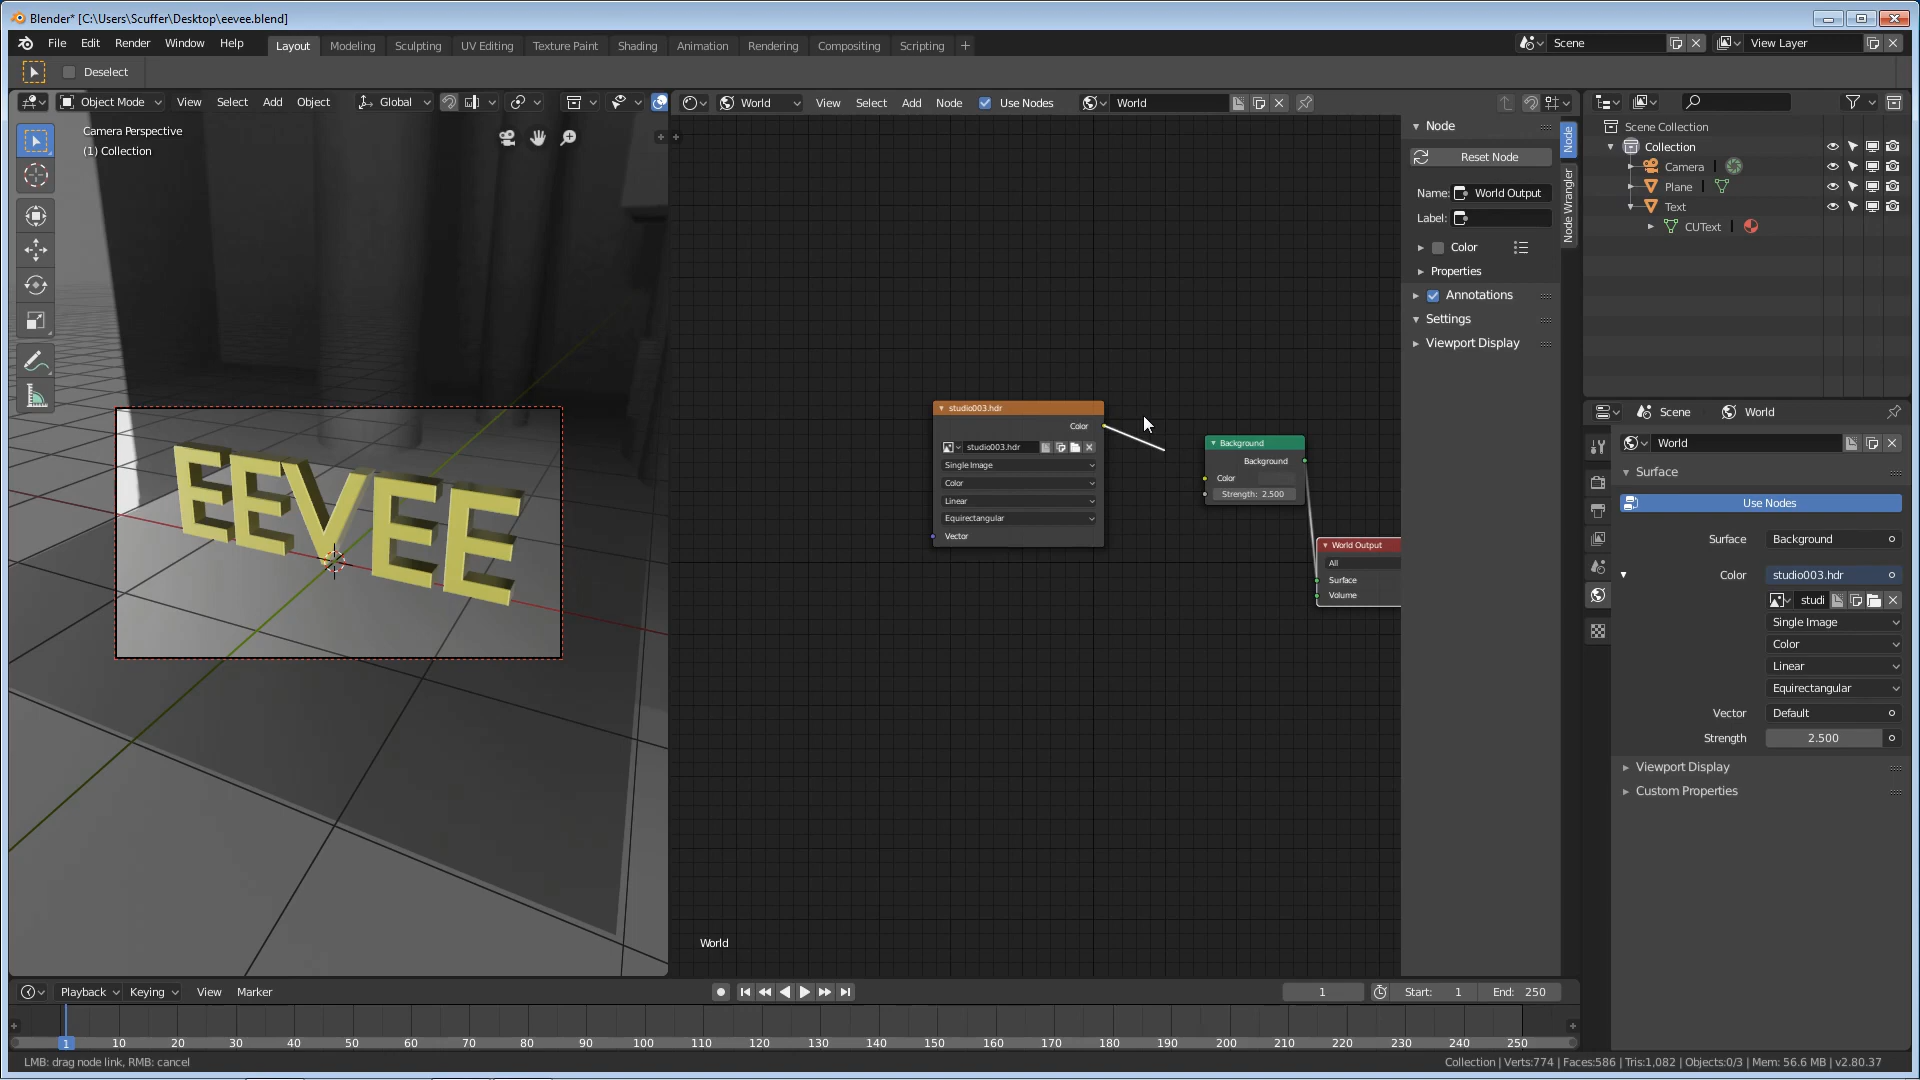 Blender* [C:\Users\Scuffer\Desktop\eevee.blend]
File Edit Render Window Help Layout Modeling Sculpting UV Editing Texture Paint Shading Animation Rendering Compositing Scripting + Scene View Layer
Deselect
Object Mode View Select Add Object Global World View Select Add Node Use Nodes World
Camera Perspective
(1) Collection
EEVEE
studio003.hdr
Color
studio003.hdr
Single Image
Color
Linear
Equirectangular
Vector
Background
Background
Color
Strength: 2.500
World Output
All
Surface
Volume
World
Node
Reset Node
Name: World Output
Label:
Color
Properties
Annotations
Settings
Viewport Display
Node
Node Wrangler
Scene Collection
Collection
Camera
Plane
Text
CUText
Scene World
World
Surface
Use Nodes
Surface Background
Color studio003.hdr
studi
Single Image
Color
Linear
Equirectangular
Vector Default
Strength 2.500
Viewport Display
Custom Properties
Playback Keying View Marker 1 Start: 1 End: 250
1 10 20 30 40 50 60 70 80 90 100 110 120 130 140 150 160 170 180 190 200 210 220 230 240 250
LMB: drag node link, RMB: cancel
Collection | Verts:774 | Faces:586 | Tris:1,082 | Objects:0/3 | Mem: 56.6 MB | v2.80.37